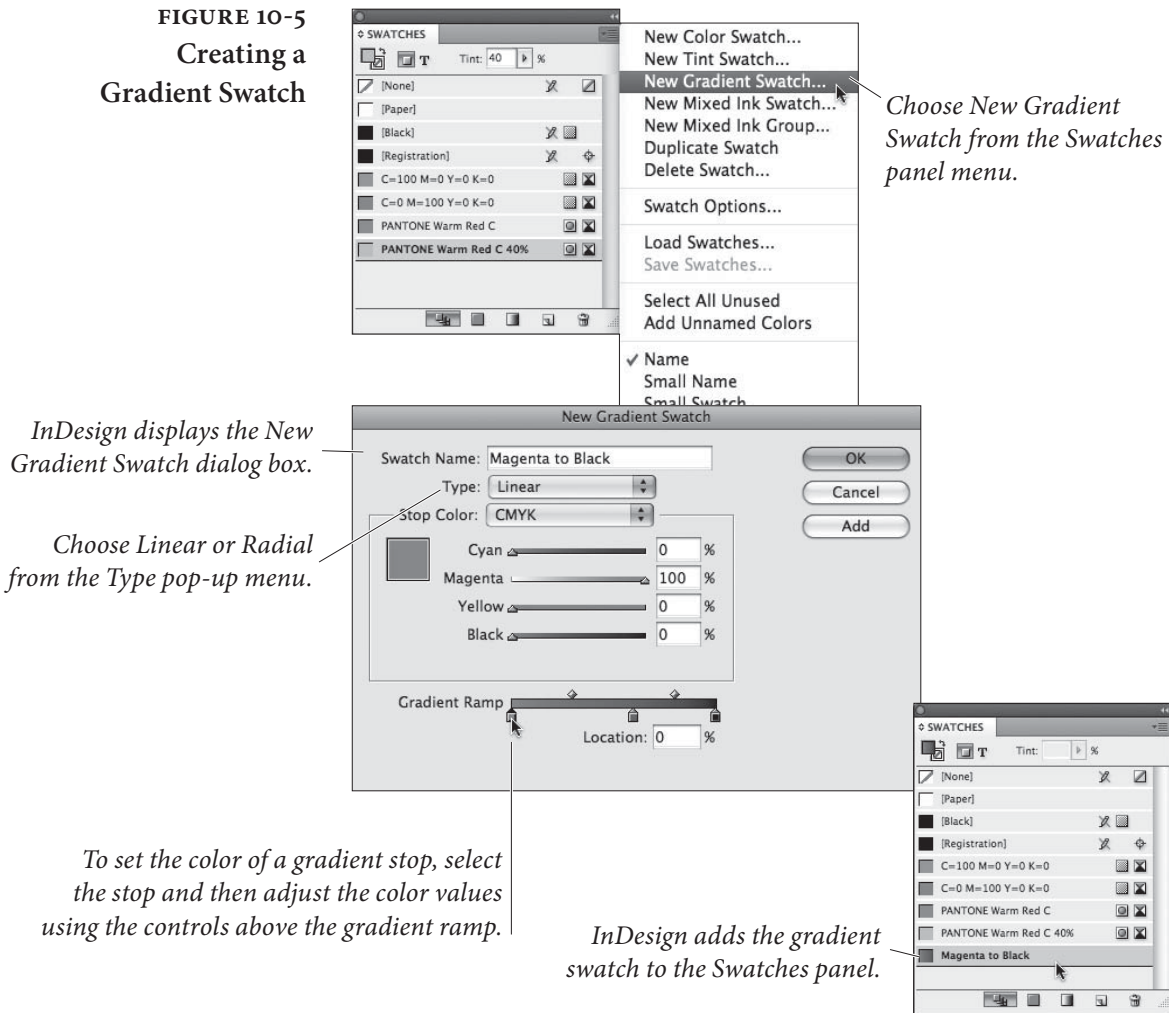 FIGURE 10-5
Creating a
Gradient Swatch
SWATCHES
T Tint: 40 %
[None]
[Paper]
[Black]
[Registration]
C=100 M=0 Y=0 K=0
C=0 M=100 Y=0 K=0
PANTONE Warm Red C
PANTONE Warm Red C 40%
New Color Swatch...
New Tint Swatch...
New Gradient Swatch...
New Mixed Ink Swatch...
New Mixed Ink Group...
Duplicate Swatch
Delete Swatch...
Swatch Options...
Load Swatches...
Save Swatches...
Select All Unused
Add Unnamed Colors
✓ Name
Small Name
Small Swatch
Choose New Gradient
Swatch from the Swatches
panel menu.
InDesign displays the New
Gradient Swatch dialog box.
Choose Linear or Radial
from the Type pop-up menu.
New Gradient Swatch
Swatch Name: Magenta to Black
Type: Linear
Stop Color: CMYK
Cyan 0 %
Magenta 100 %
Yellow 0 %
Black 0 %
Gradient Ramp
Location: 0 %
OK
Cancel
Add
To set the color of a gradient stop, select
the stop and then adjust the color values
using the controls above the gradient ramp.
InDesign adds the gradient
swatch to the Swatches panel.
SWATCHES
T Tint: %
[None]
[Paper]
[Black]
[Registration]
C=100 M=0 Y=0 K=0
C=0 M=100 Y=0 K=0
PANTONE Warm Red C
PANTONE Warm Red C 40%
Magenta to Black